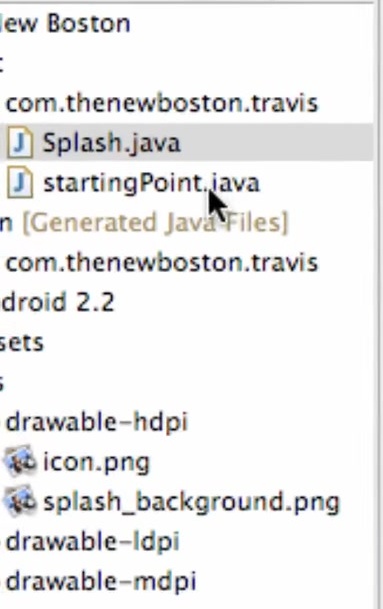 lew Boston
com.thenewboston.travis
Splash.java
startingPoint.java
n [Generated Java Files]
com.thenewboston.travis
droid 2.2
sets
s
drawable-hdpi
icon.png
splash_background.png
drawable-ldpi
drawable-mdpi